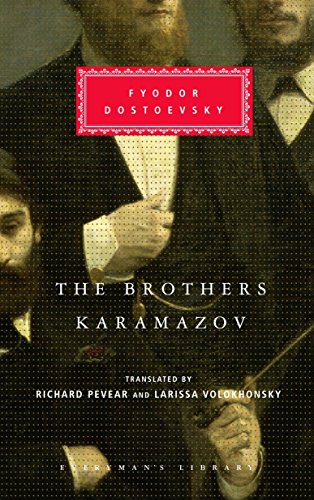 FYODOR
DOSTOEVSKY
THE BROTHERS
KARAMAZOV
TRANSLATED BY
RICHARD PEVEAR AND LARISSA VOLOKHONSKY
EVERYMAN'S LIBRARY